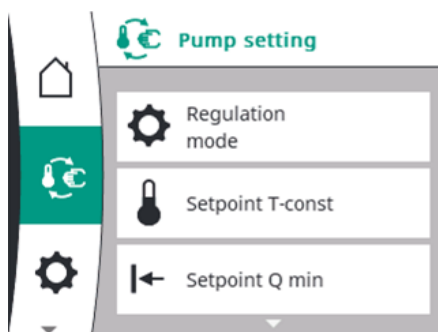 Pump setting
Regulation
mode
Setpoint T-const
Setpoint Q min